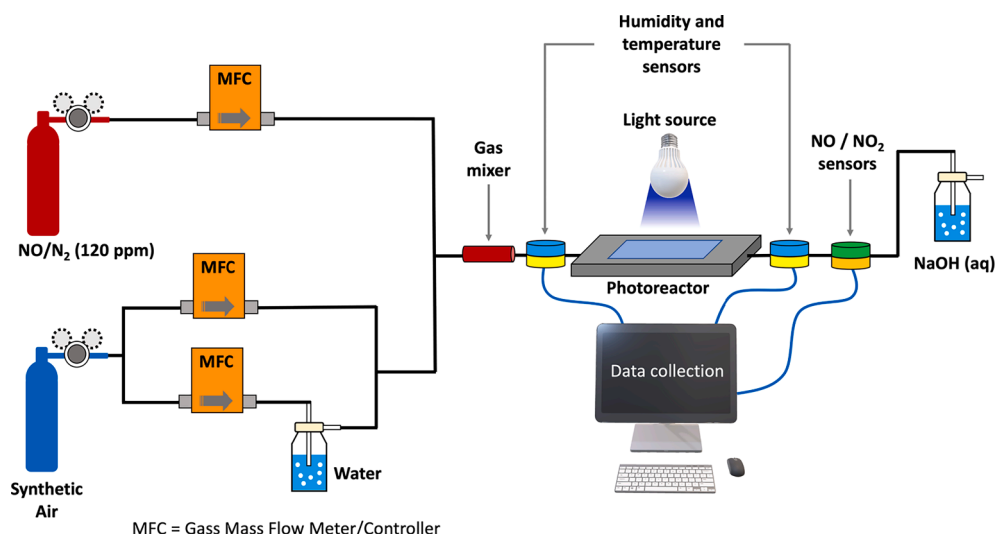 Humidity and
temperature
sensors
MFC
Light source
NO / NO₂
sensors
Gas
mixer
NO/N₂ (120 ppm)
MFC
NaOH (aq)
Photoreactor
MFC
Data collection
Water
Synthetic
Air
MFC = Gass Mass Flow Meter/Controller